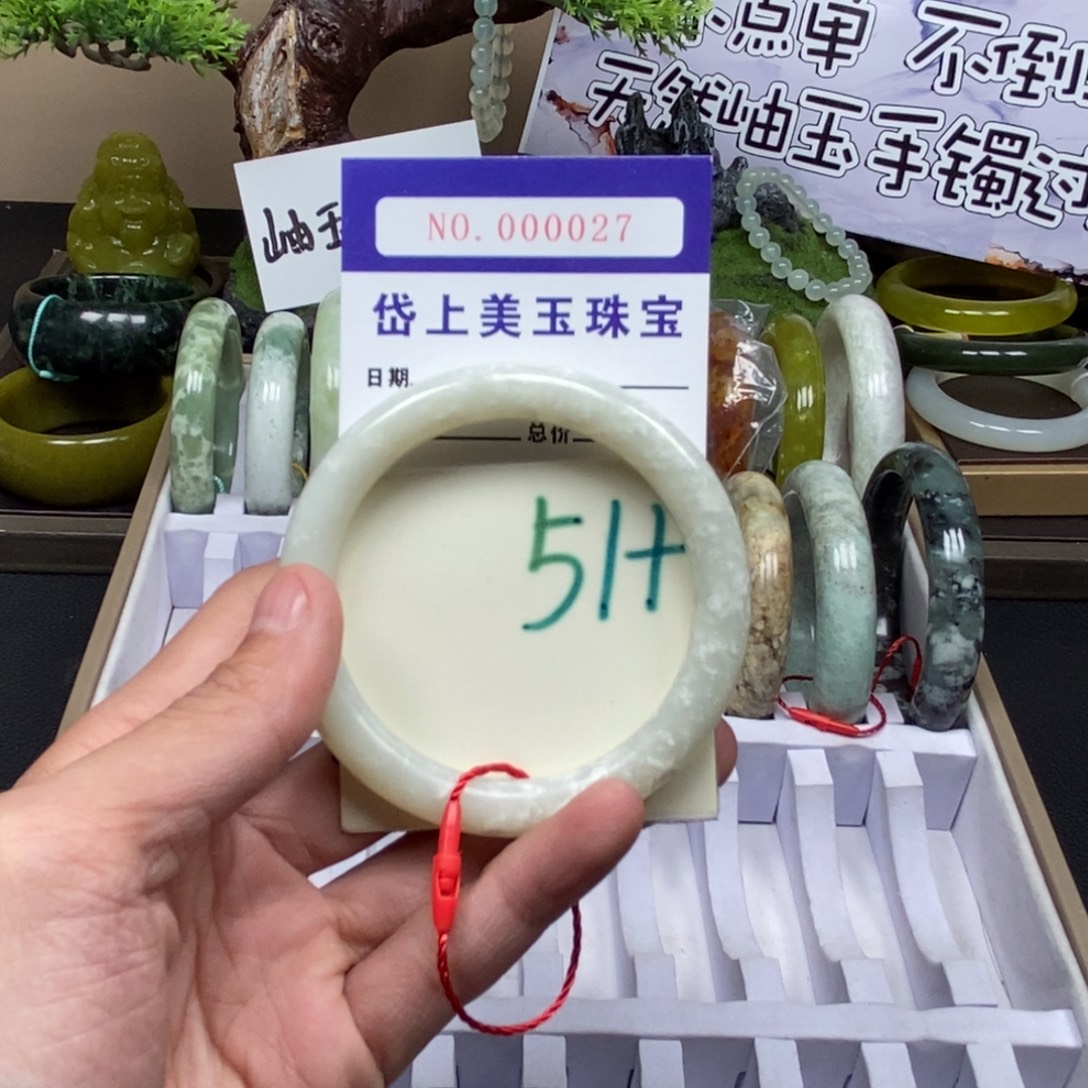 点单 不倒
天然岫玉手镯
岫玉
NO.000027
岱上美玉珠宝
日期
总价
51+